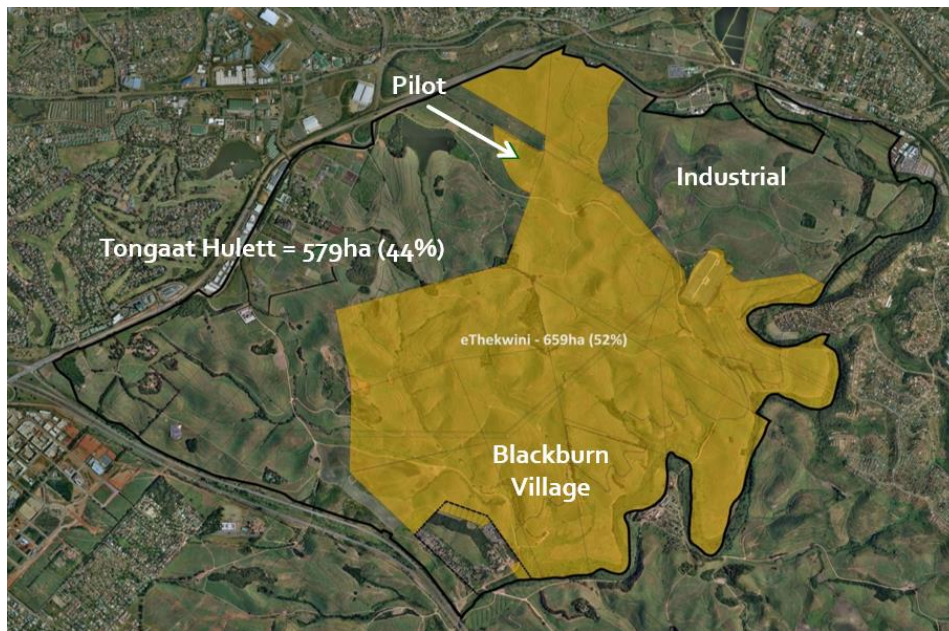 Pilot
Industrial
Tongaat Hulett = 579ha (44%)
eThekwini - 659ha (52%)
Blackburn
Village